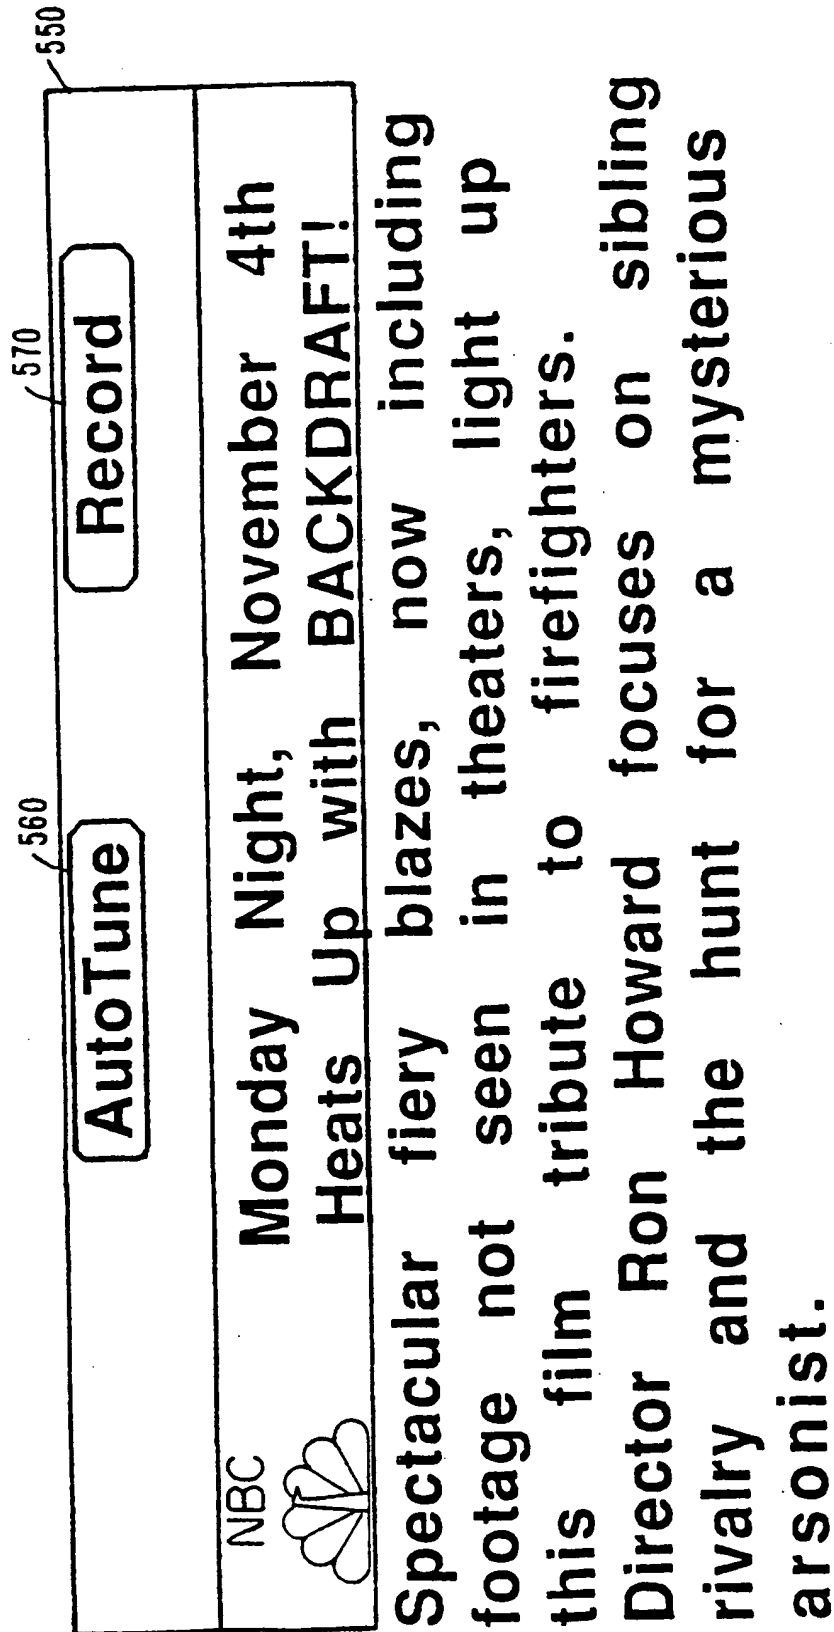 550
560
570
AutoTune
Record
NBC
Monday Night, November 4th
Heats Up with BACKDRAFT!
Spectacular fiery blazes, now including
footage not seen in theaters, light up
this film tribute to firefighters.
Director Ron Howard focuses on sibling
rivalry and the hunt for a mysterious
arsonist.